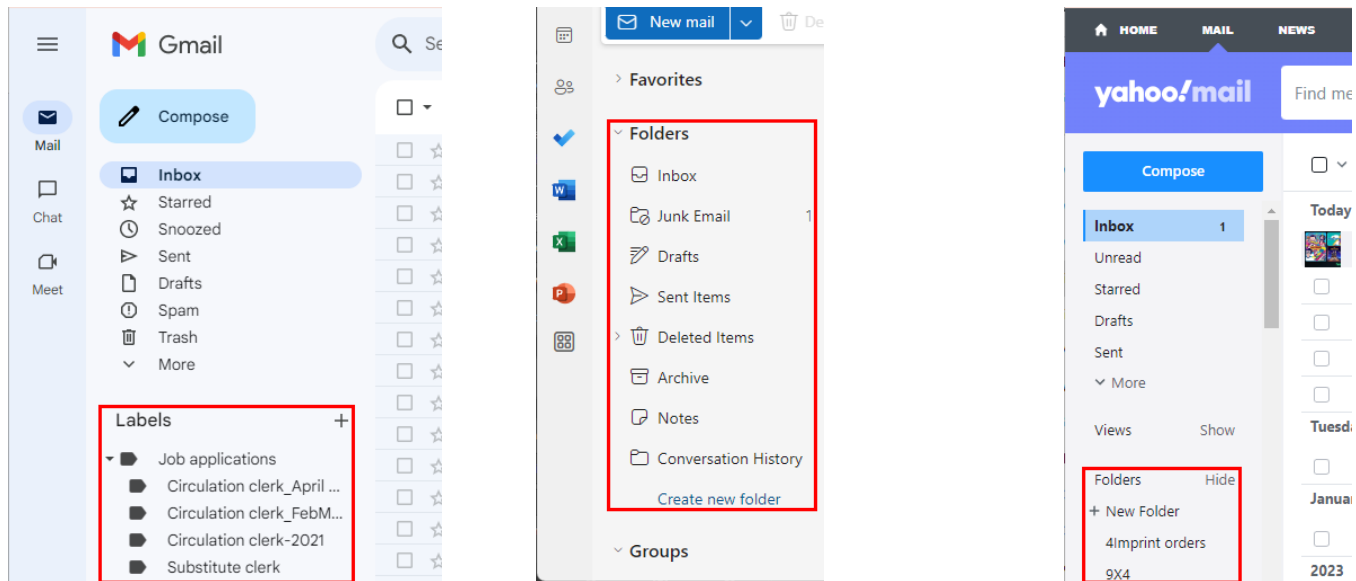 Gmail
Se
Compose
Mail
Inbox
Starred
Chat
Snoozed
Sent
Drafts
Meet
Spam
Trash
More
Labels
Job applications
Circulation clerk_April ...
Circulation clerk_FebM...
Circulation clerk-2021
Substitute clerk
New mail
De
Favorites
Folders
Inbox
Junk Email 1
Drafts
Sent Items
Deleted Items
Archive
Notes
Conversation History
Create new folder
Groups
HOME MAIL NEWS
yahoo!mail
Find me
Compose
Inbox 1
Unread
Starred
Drafts
Sent
More
Views Show
Folders Hide
+ New Folder
4Imprint orders
9X4
Today
Tuesda
Januar
2023